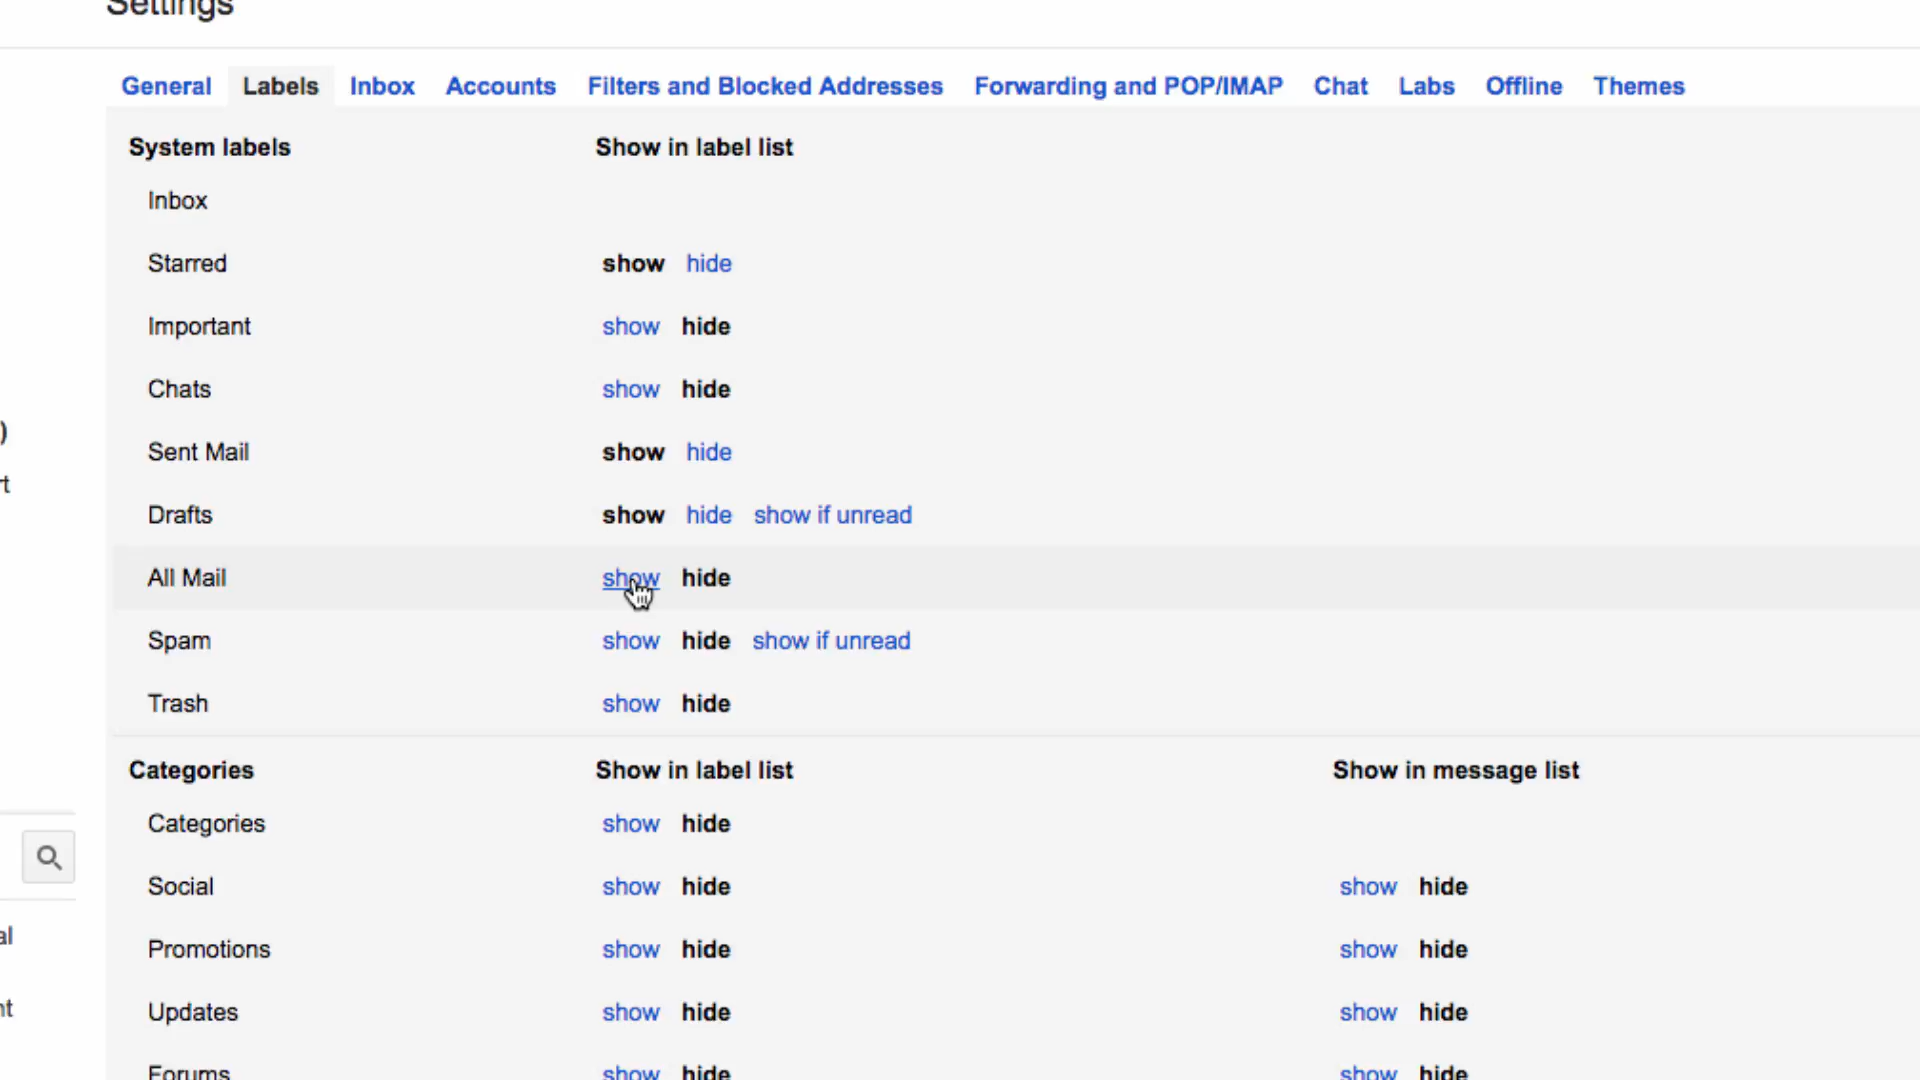 Settings
General Labels Inbox Accounts Filters and Blocked Addresses Forwarding and POP/IMAP Chat Labs Offline Themes
System labels Show in label list
Inbox
Starred show hide
Important show hide
Chats show hide
)
Sent Mail show hide
rt
Drafts show hide show if unread
All Mail show hide
Spam show hide show if unread
Trash show hide
Categories Show in label list Show in message list
Categories show hide
Social show hide show hide
al
Promotions show hide show hide
nt
Updates show hide show hide
Forums show hide show hide